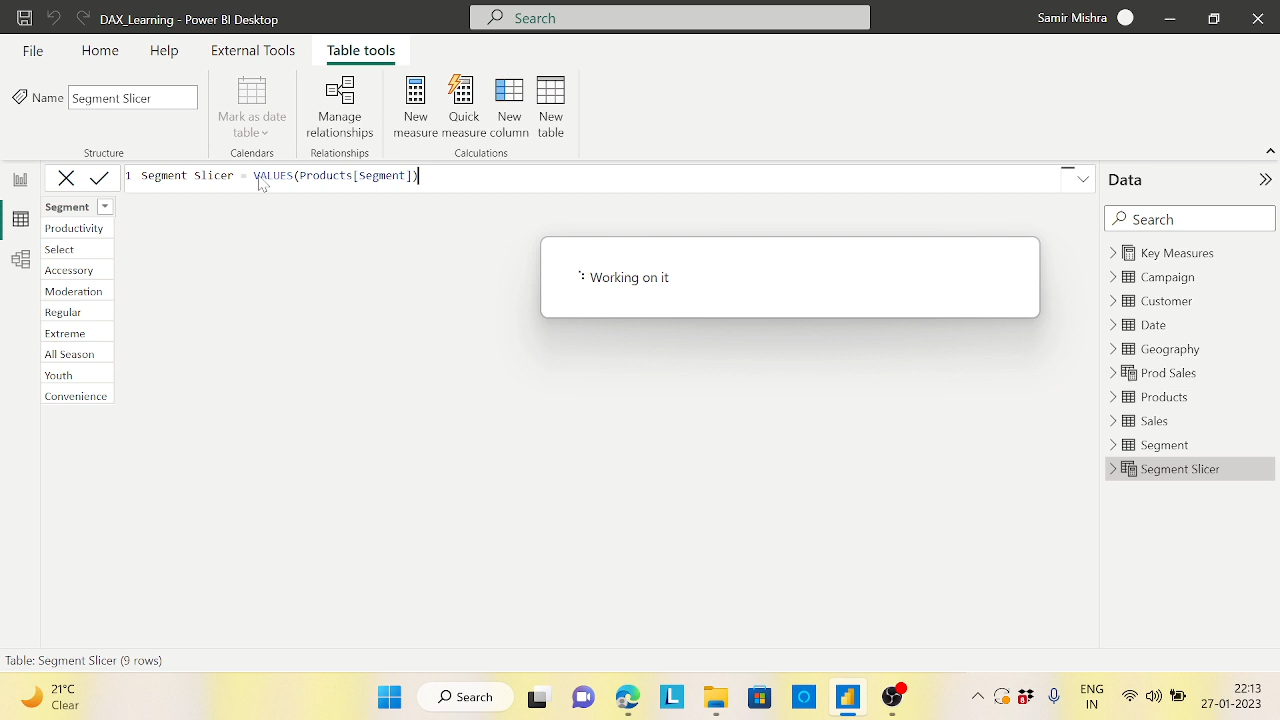 DAX_Learning - Power BI Desktop
Search
Samir Mishra
File
Home
Help
External Tools
Table tools
Name
Segment Slicer
Mark as date table
Manage relationships
New measure
Quick measure
New column
New table
Structure
Calendars
Relationships
Calculations
1 Segment Slicer = VALUES(Products[Segment])
Data
Search
Segment
Productivity
Select
Accessory
Moderation
Regular
Extreme
All Season
Youth
Convenience
Working on it
Key Measures
Campaign
Customer
Date
Geography
Prod Sales
Products
Sales
Segment
Segment Slicer
Table: Segment Slicer (9 rows)
21°C
Clear
Search
L
8
ENG
IN
22:13
27-01-2023